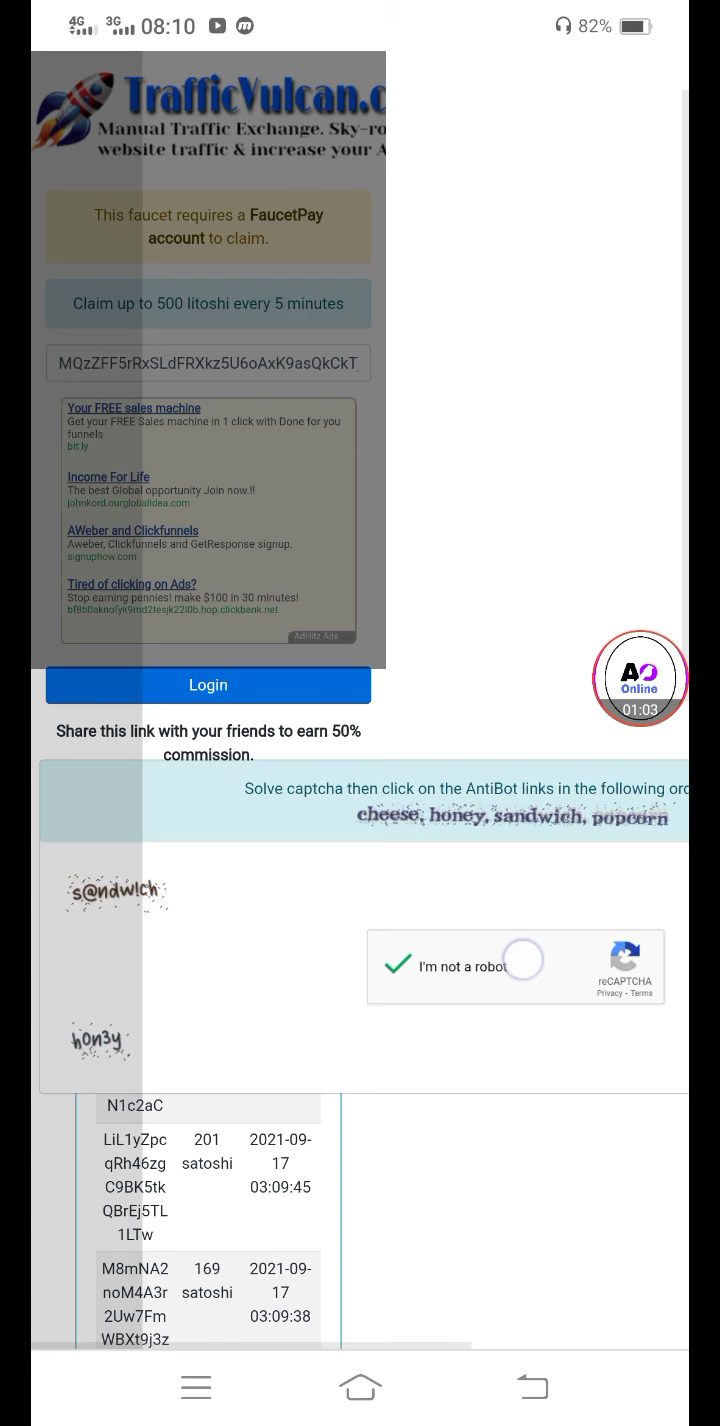 4G 3G 08:10 82%
TrafficVulcan.c
Manual Traffic Exchange. Sky-ro
website traffic & increase your A
This faucet requires a FaucetPay
account to claim.
Claim up to 500 litoshi every 5 minutes
MQzZFF5rRxSLdFRXkz5U6oAxK9asQkCkT
Your FREE sales machine
Get your FREE Sales machine in 1 click with Done for you
funnels
bit.ly
Income For Life
The best Global opportunity Join now.!!
johnkord.ourglobalidea.com
AWeber and Clickfunnels
Aweber, Clickfunnels and GetResponse signup.
signuphow.com
Tired of clicking on Ads?
Stop earning pennies! make $100 in 30 minutes!
bf8b0aknofyk9md2tesjk22l0b.hop.clickbank.net
AdHitz Ads
Login
AO
Online
01:03
Share this link with your friends to earn 50%
commission.
Solve captcha then click on the AntiBot links in the following orc
cheese, honey, sandwich, popcorn
s@ndw!ch
I'm not a robot
reCAPTCHA
Privacy - Terms
h0n3y
N1c2aC
LiL1yZpc 201 2021-09-
qRh46zg satoshi 17
C9BK5tk 03:09:45
QBrEj5TL
1LTw
M8mNA2 169 2021-09-
noM4A3r satoshi 17
2Uw7Fm 03:09:38
WBXt9j3z